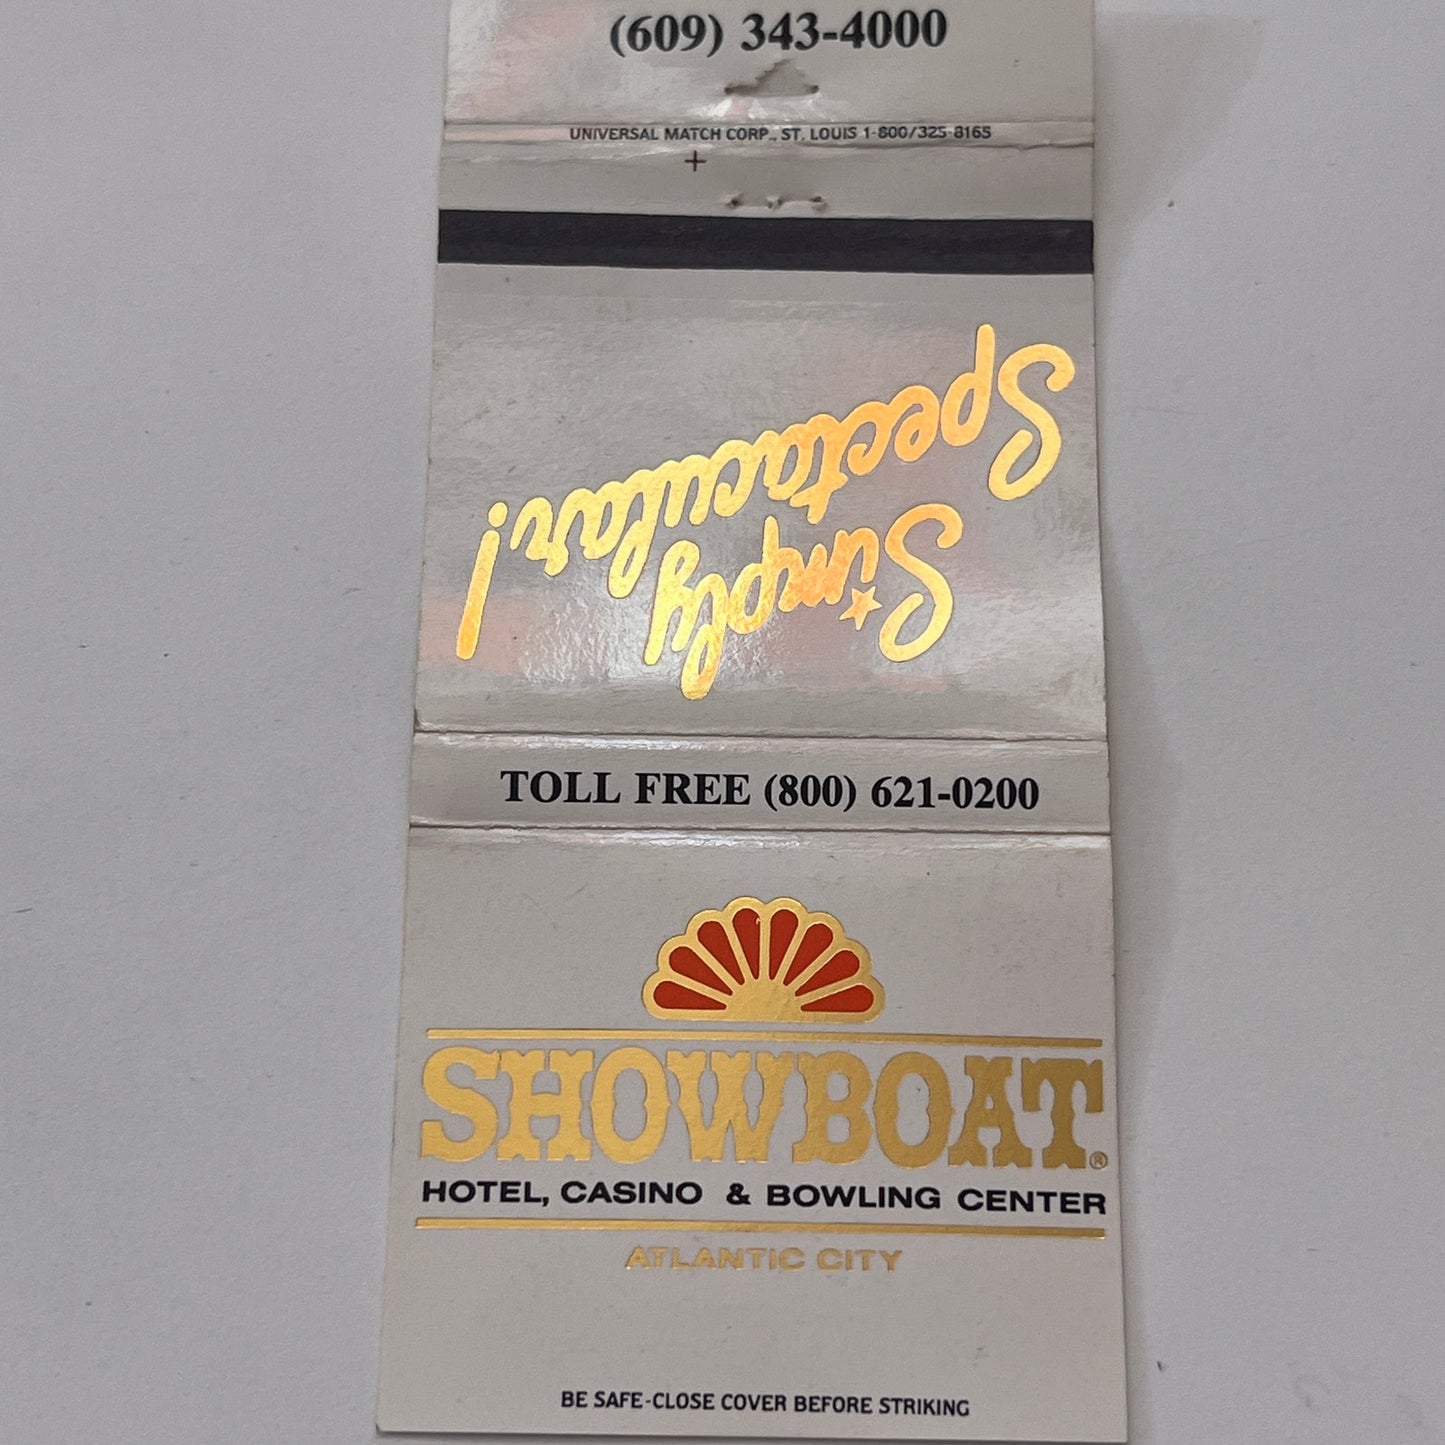 (609) 343-4000
UNIVERSAL MATCH CORP., ST. LOUIS 1-800/325-8165
Simply
Spectacular!
TOLL FREE (800) 621-0200
SHOWBOAT®
HOTEL, CASINO & BOWLING CENTER
ATLANTIC CITY
BE SAFE-CLOSE COVER BEFORE STRIKING